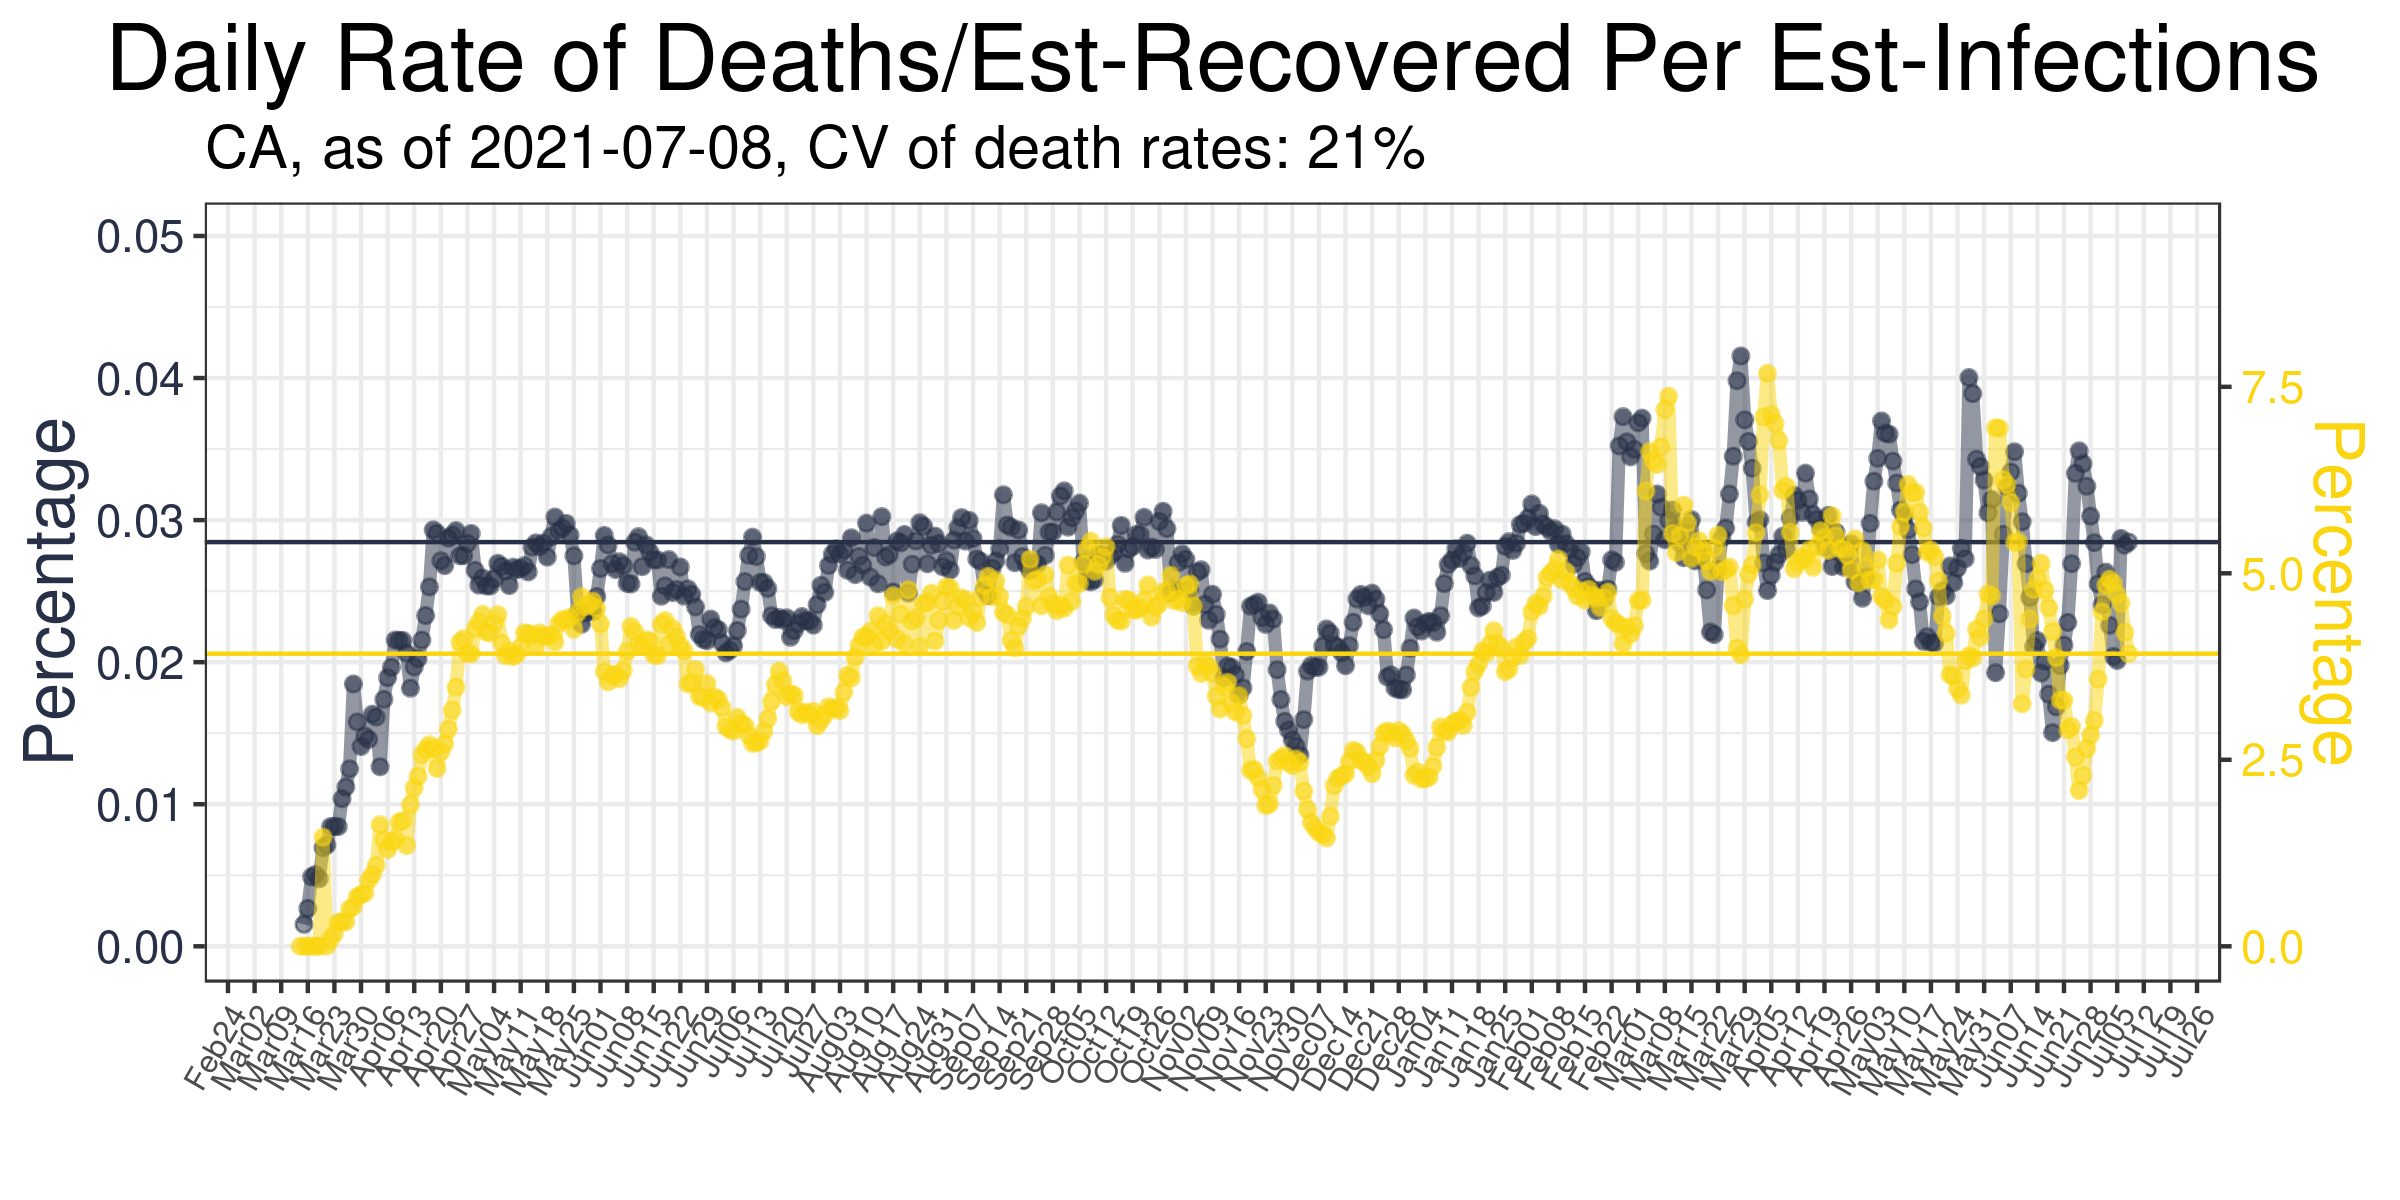 Daily Rate of Deaths/Est-Recovered Per Est-Infections
CA, as of 2021-07-08, CV of death rates: 21%
Percentage
0.05
0.04
0.03
0.02
0.01
0.00
7.5
5.0
2.5
0.0
Percentage
Feb24
Mar02
Mar09
Mar16
Mar23
Mar30
Apr06
Apr13
Apr20
Apr27
May04
May11
May18
May25
Jun01
Jun08
Jun15
Jun22
Jun29
Jul06
Jul13
Jul20
Jul27
Aug03
Aug10
Aug17
Aug24
Aug31
Sep07
Sep14
Sep21
Sep28
Oct05
Oct12
Oct19
Oct26
Nov02
Nov09
Nov16
Nov23
Nov30
Dec07
Dec14
Dec21
Dec28
Jan04
Jan11
Jan18
Jan25
Feb01
Feb08
Feb15
Feb22
Mar01
Mar08
Mar15
Mar22
Mar29
Apr05
Apr12
Apr19
Apr26
May03
May10
May17
May24
May31
Jun07
Jun14
Jun21
Jun28
Jul05
Jul12
Jul19
Jul26